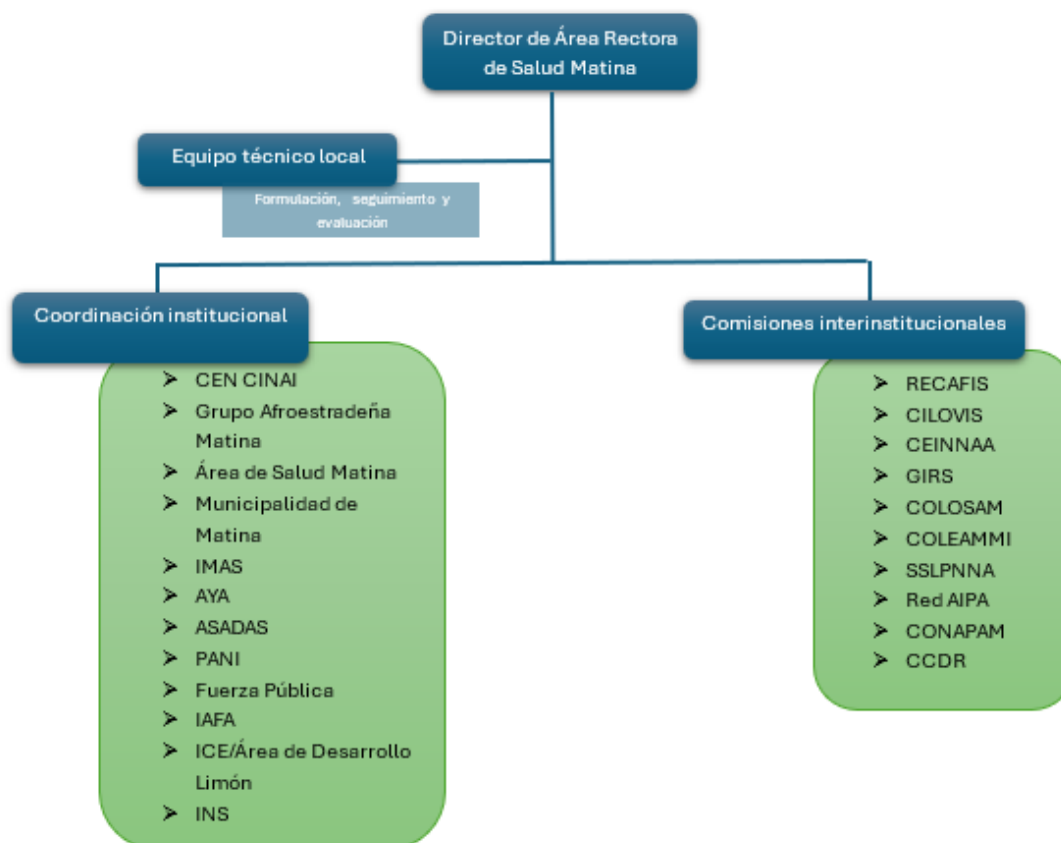 Director de Área Rectora
de Salud Matina
Equipo técnico local
Formulación, seguimiento y
evaluación
Coordinación institucional
➤ CEN CINAI
➤ Grupo Afroestradeña
Matina
➤ Área de Salud Matina
➤ Municipalidad de
Matina
➤ IMAS
➤ AYA
➤ ASADAS
➤ PANI
➤ Fuerza Pública
➤ IAFA
➤ ICE/Área de Desarrollo
Limón
➤ INS
Comisiones interinstitucionales
➤ RECAFIS
➤ CILOVIS
➤ CEINNAA
➤ GIRS
➤ COLOSAM
➤ COLEAMMI
➤ SSLPNNA
➤ Red AIPA
➤ CONAPAM
➤ CCDR